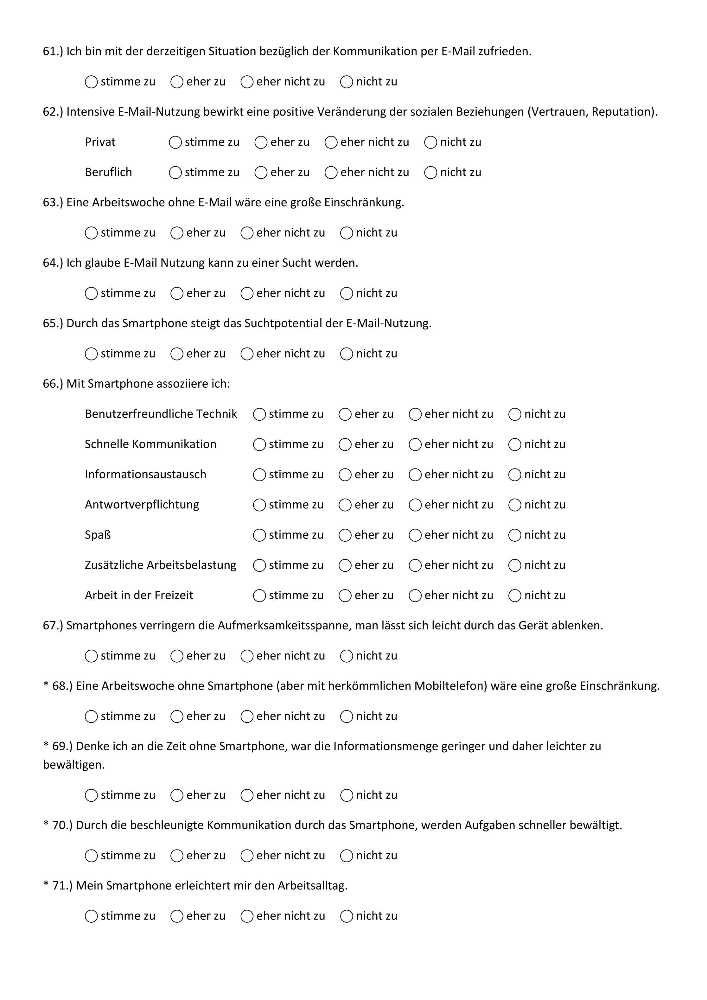 61.) Ich bin mit der derzeitigen Situation bezüglich der Kommunikation per E-Mail zufrieden.
stimme zu eher zu eher nicht zu nicht zu
62.) Intensive E-Mail-Nutzung bewirkt eine positive Veränderung der sozialen Beziehungen (Vertrauen, Reputation).
Privat stimme zu eher zu eher nicht zu nicht zu
Beruflich stimme zu eher zu eher nicht zu nicht zu
63.) Eine Arbeitswoche ohne E-Mail wäre eine große Einschränkung.
stimme zu eher zu eher nicht zu nicht zu
64.) Ich glaube E-Mail Nutzung kann zu einer Sucht werden.
stimme zu eher zu eher nicht zu nicht zu
65.) Durch das Smartphone steigt das Suchtpotential der E-Mail-Nutzung.
stimme zu eher zu eher nicht zu nicht zu
66.) Mit Smartphone assoziiere ich:
Benutzerfreundliche Technik stimme zu eher zu eher nicht zu nicht zu
Schnelle Kommunikation stimme zu eher zu eher nicht zu nicht zu
Informationsaustausch stimme zu eher zu eher nicht zu nicht zu
Antwortverpflichtung stimme zu eher zu eher nicht zu nicht zu
Spaß stimme zu eher zu eher nicht zu nicht zu
Zusätzliche Arbeitsbelastung stimme zu eher zu eher nicht zu nicht zu
Arbeit in der Freizeit stimme zu eher zu eher nicht zu nicht zu
67.) Smartphones verringern die Aufmerksamkeitsspanne, man lässt sich leicht durch das Gerät ablenken.
stimme zu eher zu eher nicht zu nicht zu
* 68.) Eine Arbeitswoche ohne Smartphone (aber mit herkömmlichen Mobiltelefon) wäre eine große Einschränkung.
stimme zu eher zu eher nicht zu nicht zu
* 69.) Denke ich an die Zeit ohne Smartphone, war die Informationsmenge geringer und daher leichter zu
bewältigen.
stimme zu eher zu eher nicht zu nicht zu
* 70.) Durch die beschleunigte Kommunikation durch das Smartphone, werden Aufgaben schneller bewältigt.
stimme zu eher zu eher nicht zu nicht zu
* 71.) Mein Smartphone erleichtert mir den Arbeitsalltag.
stimme zu eher zu eher nicht zu nicht zu